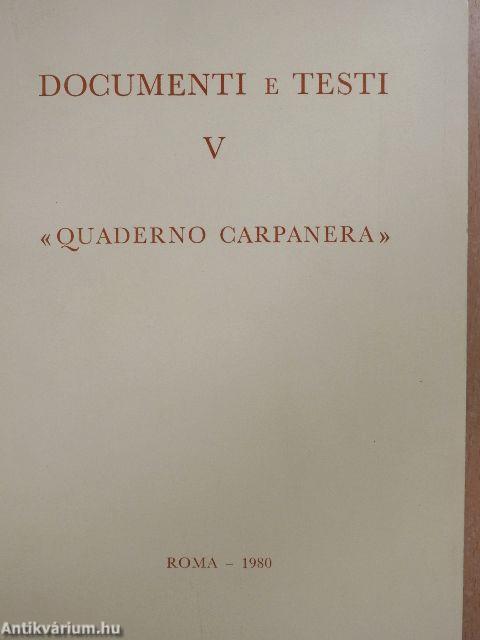 DOCUMENTI E TESTI
V
«QUADERNO CARPANERA»
ROMA – 1980
Antikvárium.hu